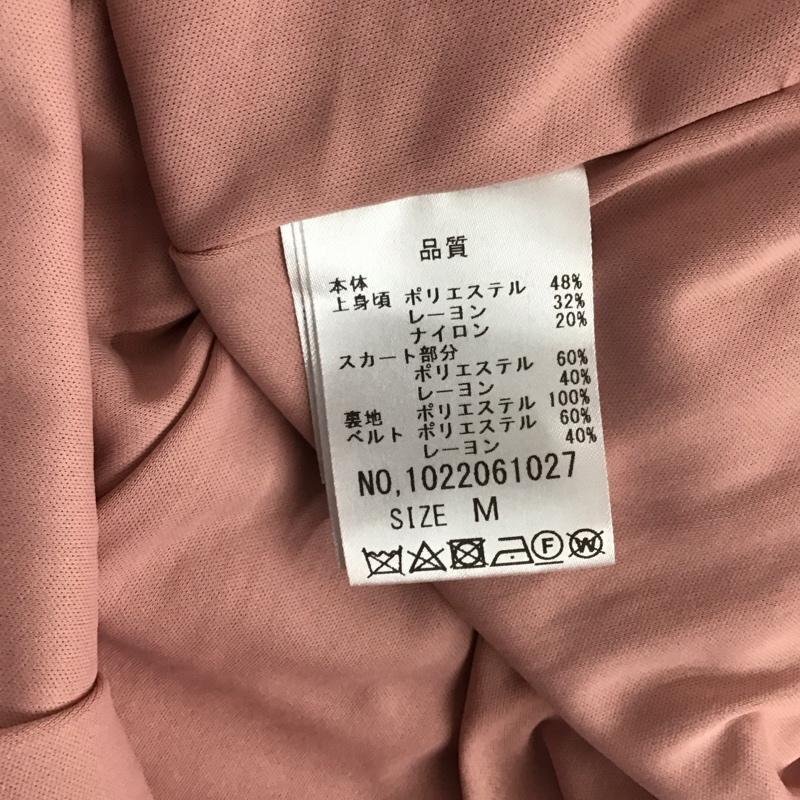 品質
本体
上身頃 ポリエステル 48%
レーヨン 32%
ナイロン 20%
スカート部分
ポリエステル 60%
レーヨン 40%
裏地 ポリエステル 100%
ベルト ポリエステル 60%
レーヨン 40%
NO,1022061027
SIZE M
F W